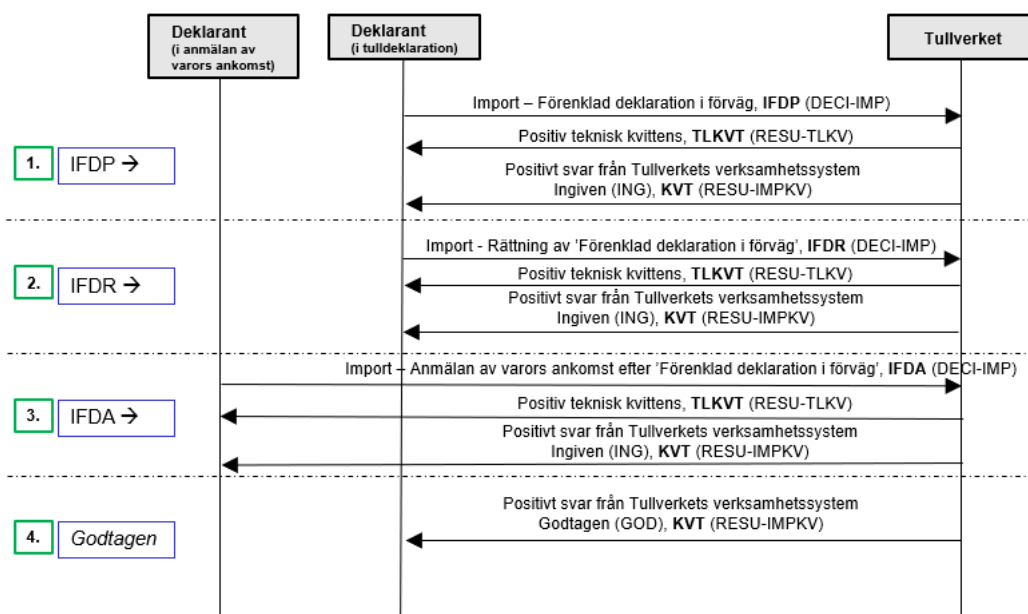 Deklarant
(i anmälan av
varors ankomst)
Deklarant
(i tulldeklaration)
Tullverket
Import – Förenklad deklaration i förväg, IFDP (DECI-IMP)
Positiv teknisk kvittens, TLKVT (RESU-TLKV)
1.
IFDP →
Positivt svar från Tullverkets verksamhetssystem
Ingiven (ING), KVT (RESU-IMPKV)
Import - Rättning av ’Förenklad deklaration i förväg’, IFDR (DECI-IMP)
Positiv teknisk kvittens, TLKVT (RESU-TLKV)
2.
IFDR →
Positivt svar från Tullverkets verksamhetssystem
Ingiven (ING), KVT (RESU-IMPKV)
Import – Anmälan av varors ankomst efter ’Förenklad deklaration i förväg’, IFDA (DECI-IMP)
Positiv teknisk kvittens, TLKVT (RESU-TLKV)
3.
IFDA →
Positivt svar från Tullverkets verksamhetssystem
Ingiven (ING), KVT (RESU-IMPKV)
Positivt svar från Tullverkets verksamhetssystem
Godtagen (GOD), KVT (RESU-IMPKV)
4.
Godtagen